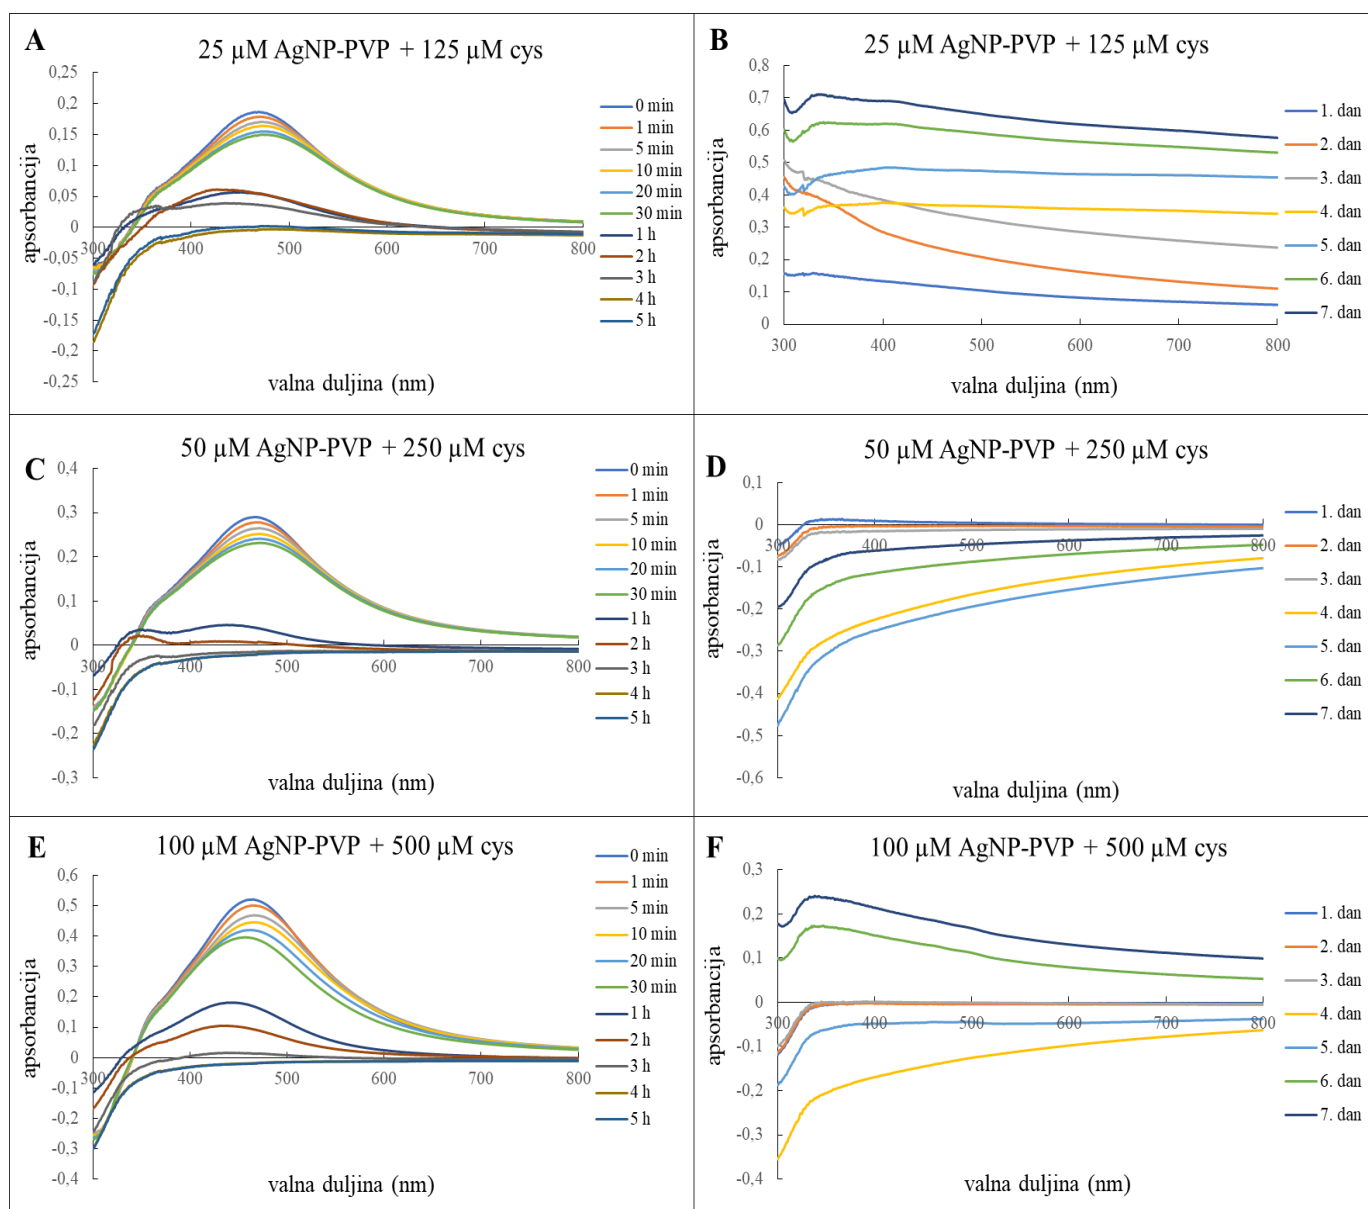 A
25 µM AgNP-PVP + 125 µM cys
0,25
0,2
0,15
0,1
0,05
0
-0,05
-0,1
-0,15
-0,2
-0,25
300 400 500 600 700 800
apsorbancija
valna duljina (nm)
0 min
1 min
5 min
10 min
20 min
30 min
1 h
2 h
3 h
4 h
5 h
B
25 µM AgNP-PVP + 125 µM cys
0,8
0,7
0,6
0,5
0,4
0,3
0,2
0,1
0
300 400 500 600 700 800
apsorbancija
valna duljina (nm)
1. dan
2. dan
3. dan
4. dan
5. dan
6. dan
7. dan
C
50 µM AgNP-PVP + 250 µM cys
0,4
0,3
0,2
0,1
0
-0,1
-0,2
-0,3
300 400 500 600 700 800
apsorbancija
valna duljina (nm)
0 min
1 min
5 min
10 min
20 min
30 min
1 h
2 h
3 h
4 h
5 h
D
50 µM AgNP-PVP + 250 µM cys
0,1
0
-0,1
-0,2
-0,3
-0,4
-0,5
-0,6
300 400 500 600 700 800
apsorbancija
valna duljina (nm)
1. dan
2. dan
3. dan
4. dan
5. dan
6. dan
7. dan
E
100 µM AgNP-PVP + 500 µM cys
0,6
0,5
0,4
0,3
0,2
0,1
0
-0,1
-0,2
-0,3
-0,4
300 400 500 600 700 800
apsorbancija
valna duljina (nm)
0 min
1 min
5 min
10 min
20 min
30 min
1 h
2 h
3 h
4 h
5 h
F
100 µM AgNP-PVP + 500 µM cys
0,3
0,2
0,1
0
-0,1
-0,2
-0,3
-0,4
300 400 500 600 700 800
apsorbancija
valna duljina (nm)
1. dan
2. dan
3. dan
4. dan
5. dan
6. dan
7. dan